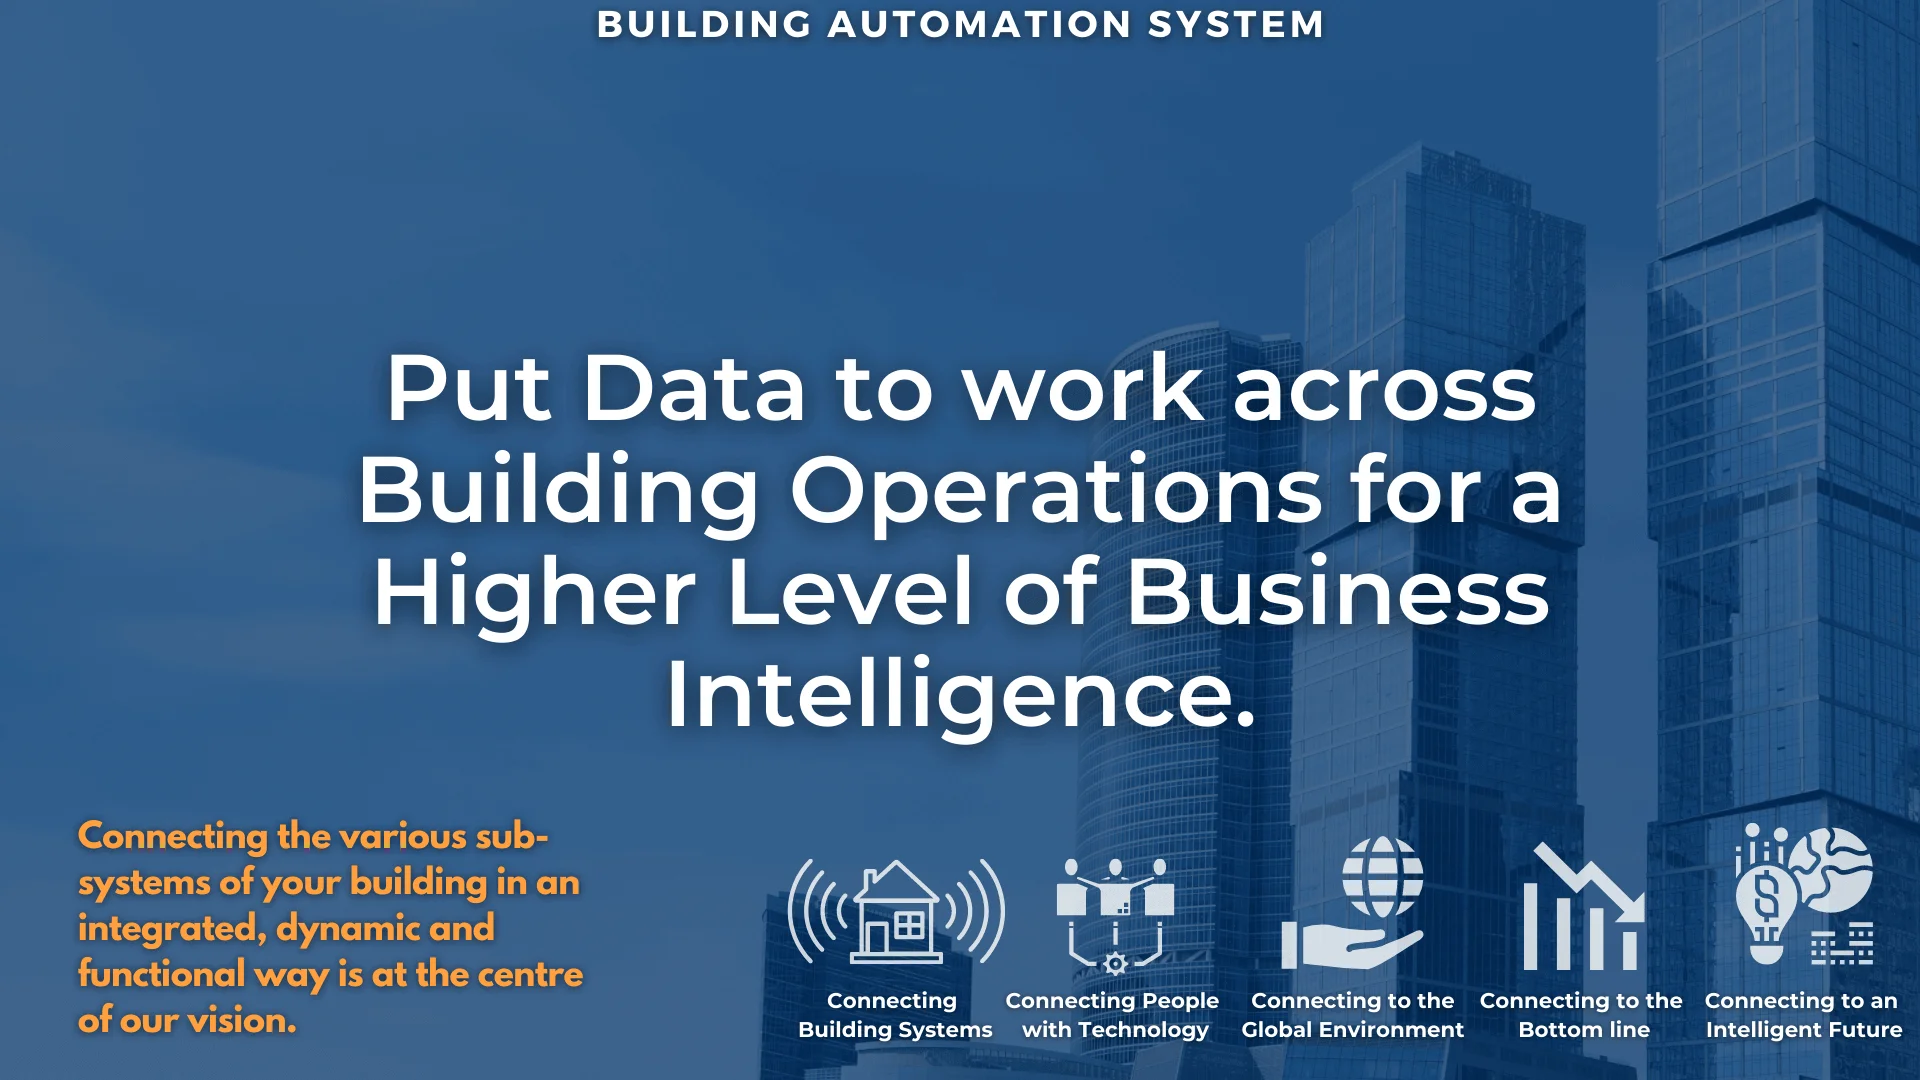 BUILDING AUTOMATION SYSTEM
Put Data to work across
Building Operations for a
Higher Level of Business
Intelligence.
Connecting the various sub-
systems of your building in an
integrated, dynamic and
functional way is at the centre
of our vision.
Connecting
Building Systems
Connecting People
with Technology
Connecting to the
Global Environment
Connecting to the
Bottom line
Connecting to an
Intelligent Future